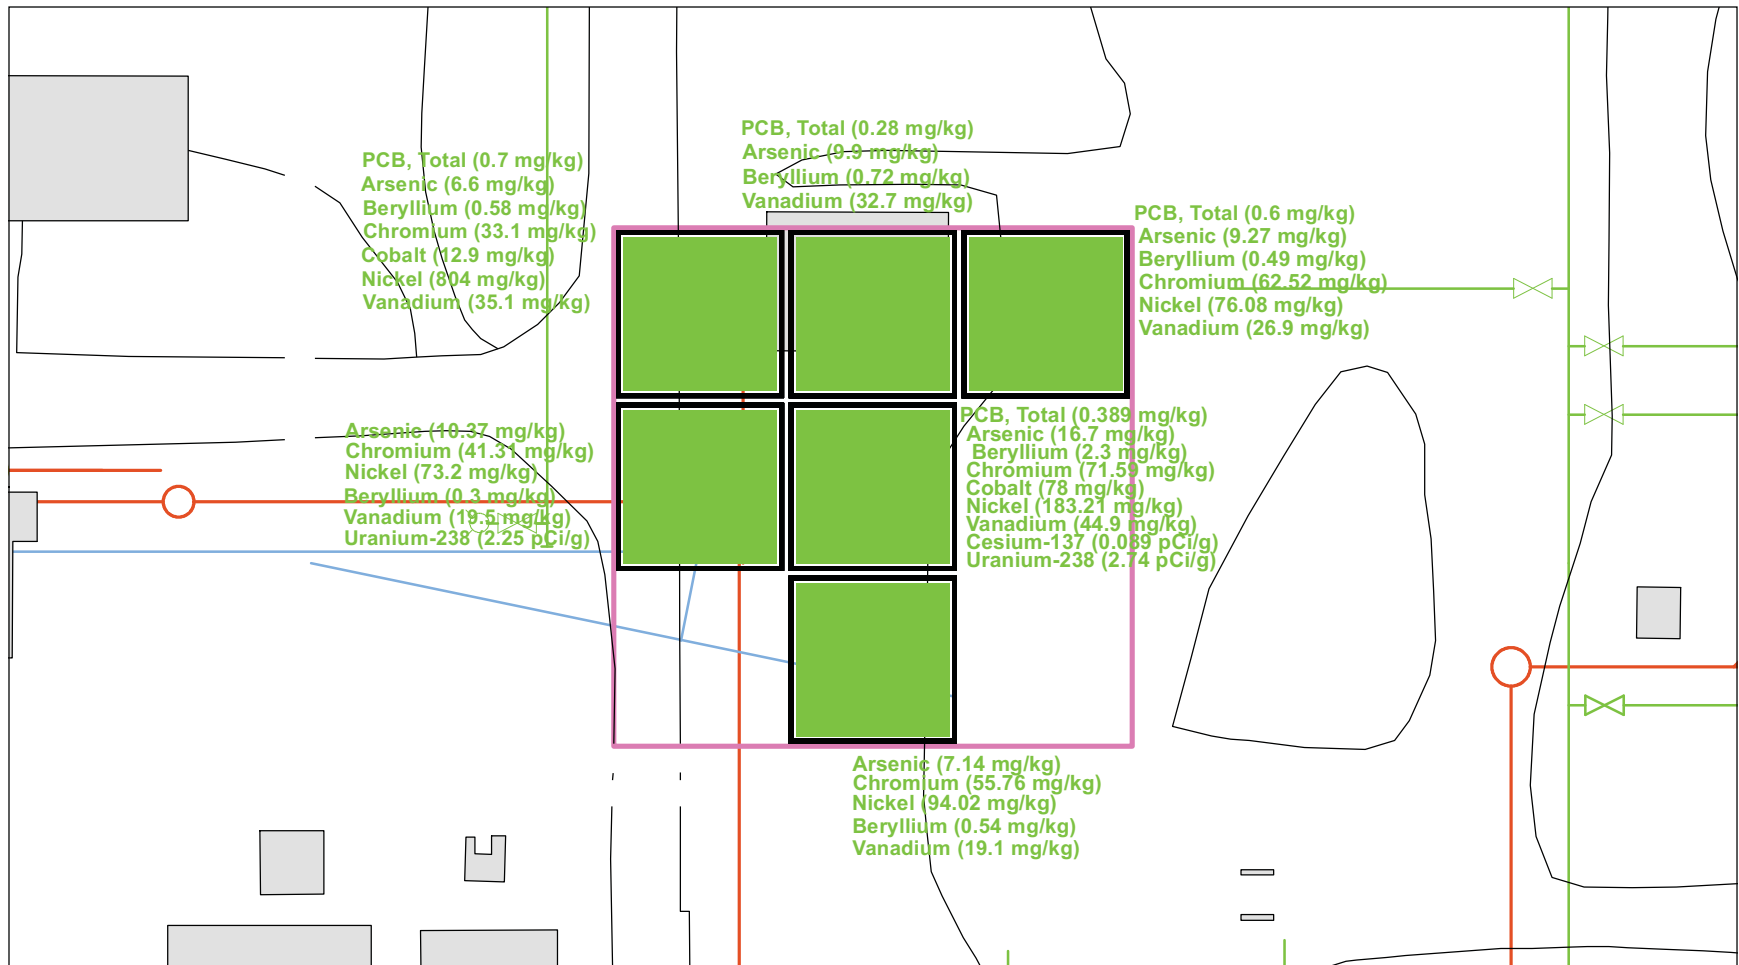 PCB, Total (0.28 mg/kg)
Arsenic (9.9 mg/kg)
Beryllium (0.72 mg/kg)
Vanadium (32.7 mg/kg)
PCB, Total (0.7 mg/kg)
Arsenic (6.6 mg/kg)
Beryllium (0.58 mg/kg)
Chromium (33.1 mg/kg)
Cobalt (12.9 mg/kg)
Nickel (804 mg/kg)
Vanadium (35.1 mg/kg)
PCB, Total (0.6 mg/kg)
Arsenic (9.27 mg/kg)
Beryllium (0.49 mg/kg)
Chromium (62.52 mg/kg)
Nickel (76.08 mg/kg)
Vanadium (26.9 mg/kg)
Arsenic (10.37 mg/kg)
Chromium (41.31 mg/kg)
Nickel (73.2 mg/kg)
Beryllium (0.3 mg/kg)
Vanadium (19.5 mg/kg)
Uranium-238 (2.25 pCi/g)
PCB, Total (0.389 mg/kg)
Arsenic (16.7 mg/kg)
Beryllium (2.3 mg/kg)
Chromium (71.59 mg/kg)
Cobalt (78 mg/kg)
Nickel (183.21 mg/kg)
Vanadium (44.9 mg/kg)
Cesium-137 (0.089 pCi/g)
Uranium-238 (2.74 pCi/g)
Arsenic (7.14 mg/kg)
Chromium (55.76 mg/kg)
Nickel (94.02 mg/kg)
Beryllium (0.54 mg/kg)
Vanadium (19.1 mg/kg)